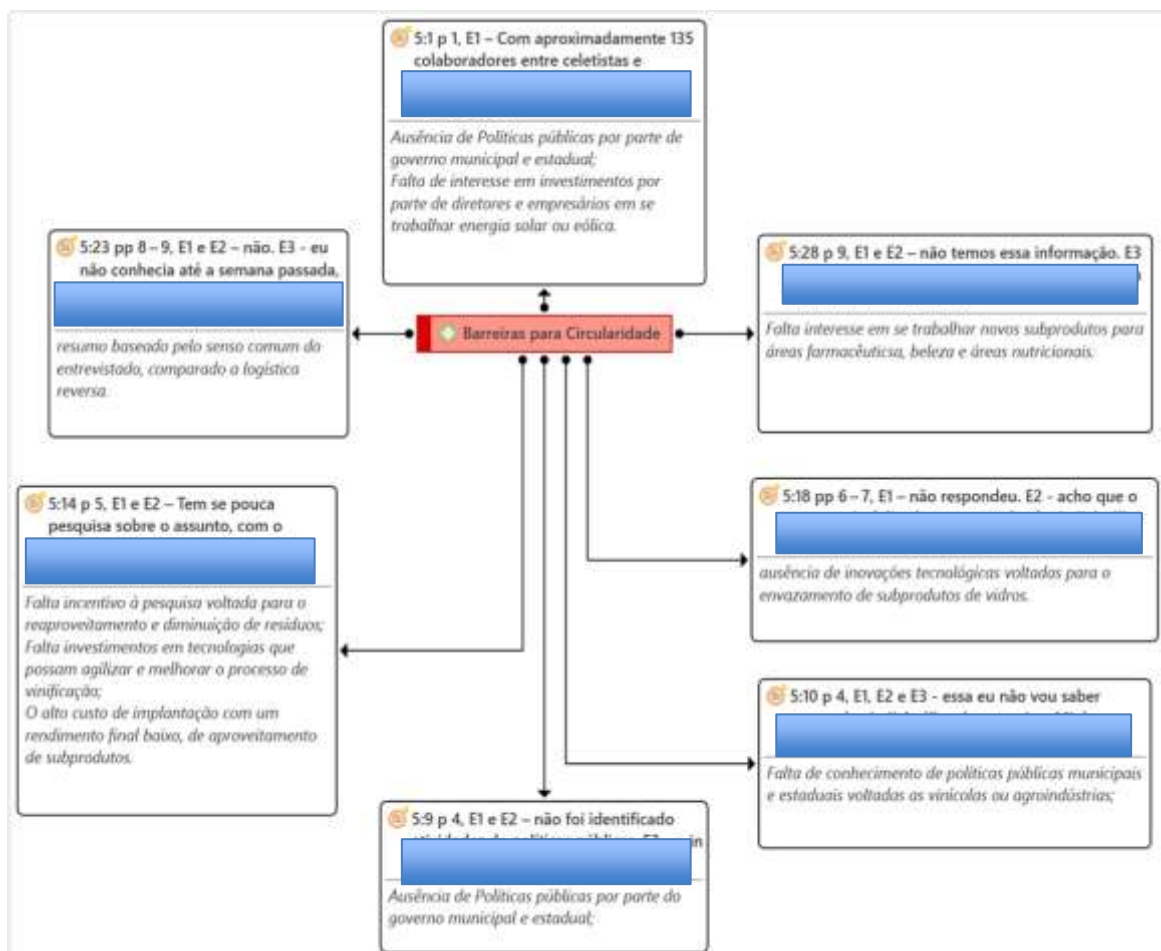 5:1 p 1, E1 – Com aproximadamente 135
colaboradores entre celetistas e
Ausência de Políticas públicas por parte de
governo municipal e estadual;
Falta de interesse em investimentos por
parte de diretores e empresários em se
trabalhar energia solar ou eólica.
5:23 pp 8 – 9, E1 e E2 – não. E3 - eu
não conhecia até a semana passada,
resumo baseado pelo senso comum do
entrevistado, comparado a logística
reversa.
Barreiras para Circularidade
5:28 p 9, E1 e E2 – não temos essa informação. E3
Falta interesse em se trabalhar novos subprodutos para
áreas farmacêuticsa, beleza e áreas nutricionais.
5:14 p 5, E1 e E2 – Tem se pouca
pesquisa sobre o assunto, com o
Falta incentivo à pesquisa voltada para o
reaproveitamento e diminuição de resíduos;
Falta investimentos em tecnologias que
possam agilizar e melhorar o processo de
vinificação;
O alto custo de implantação com um
rendimento final baixo, de aproveitamento
de subprodutos.
5:18 pp 6 – 7, E1 – não respondeu. E2 - acho que o
ausência de inovações tecnológicas voltadas para o
envazamento de subprodutos de vidros.
5:10 p 4, E1, E2 e E3 - essa eu não vou saber
Falta de conhecimento de políticas públicas municipais
e estaduais voltadas as vinícolas ou agroindústrias;
5:9 p 4, E1 e E2 – não foi identificado
Ausência de Políticas públicas por parte do
governo municipal e estadual;